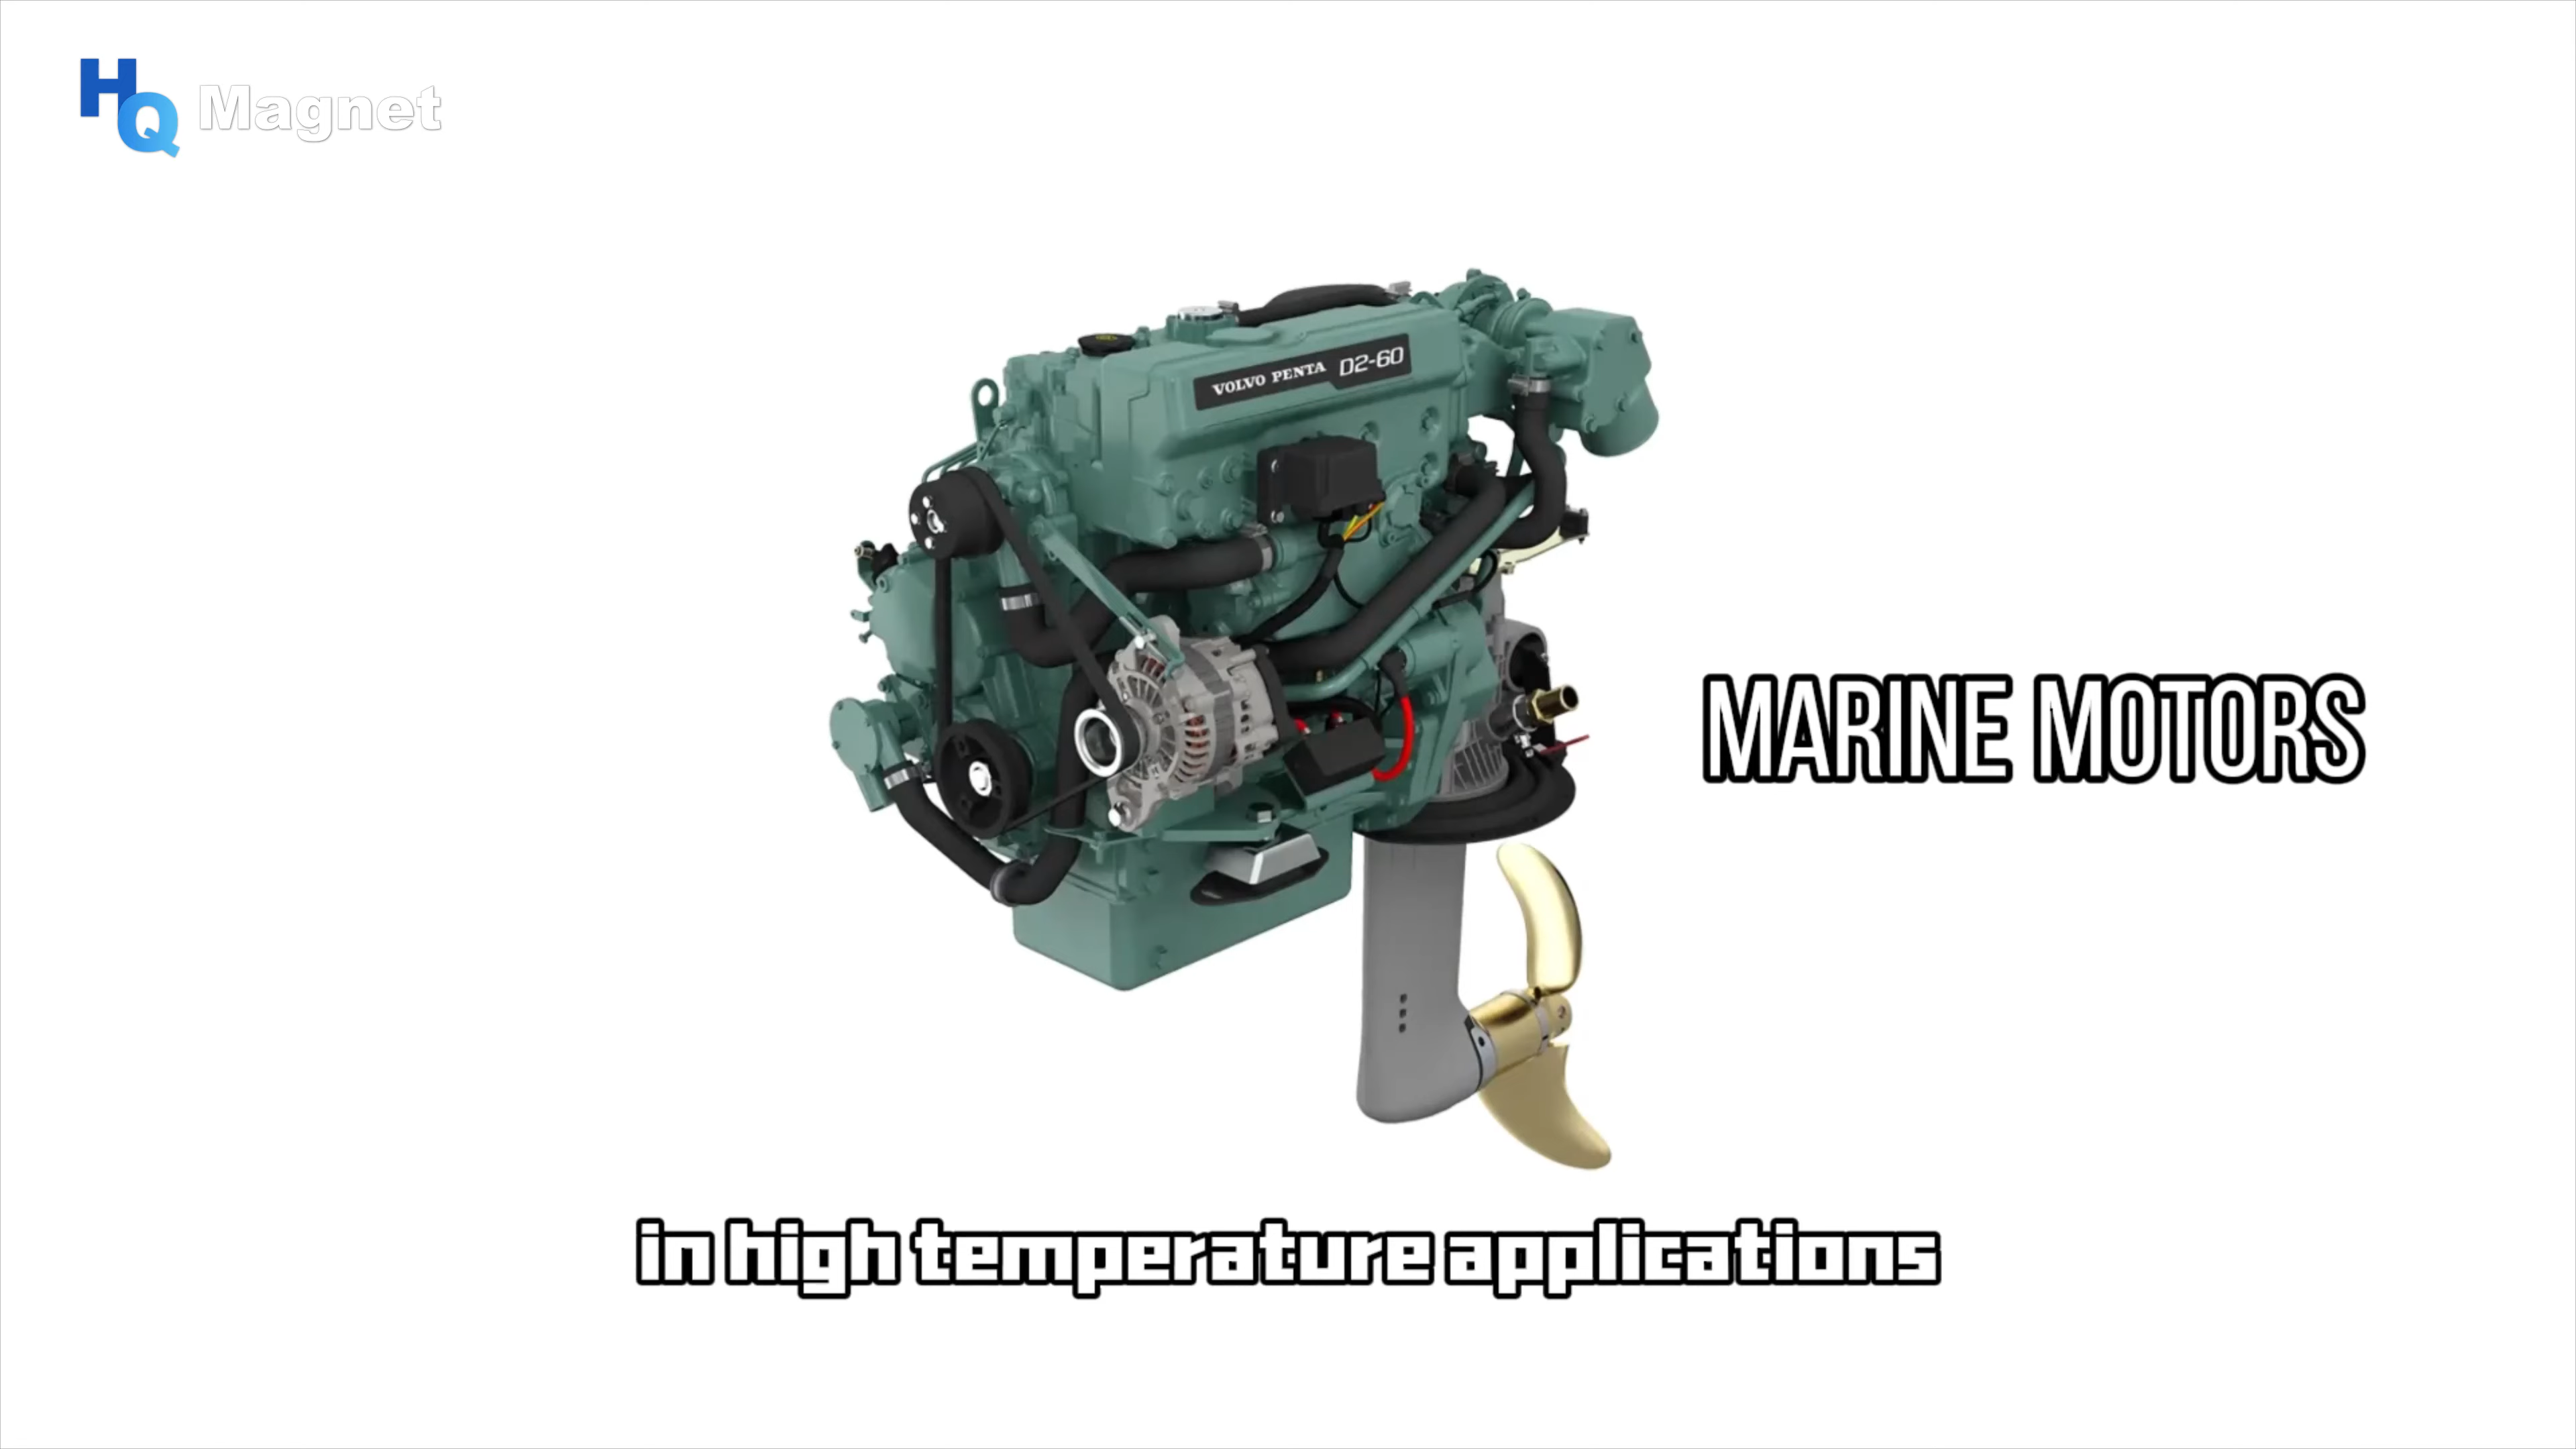 HQ Magnet
VOLVO PENTA D2-60
MARINE MOTORS
in high temperature applications